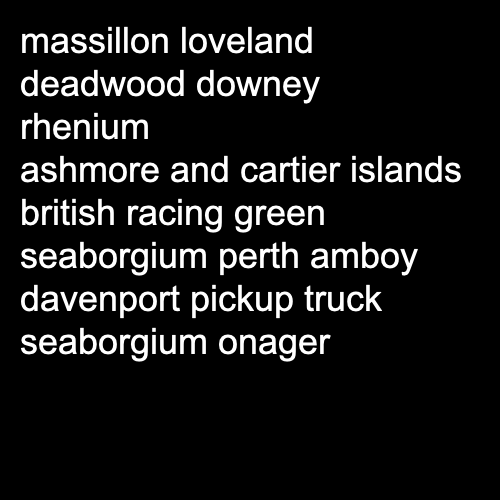 massillon loveland
deadwood downey
rhenium
ashmore and cartier islands
british racing green
seaborgium perth amboy
davenport pickup truck
seaborgium onager